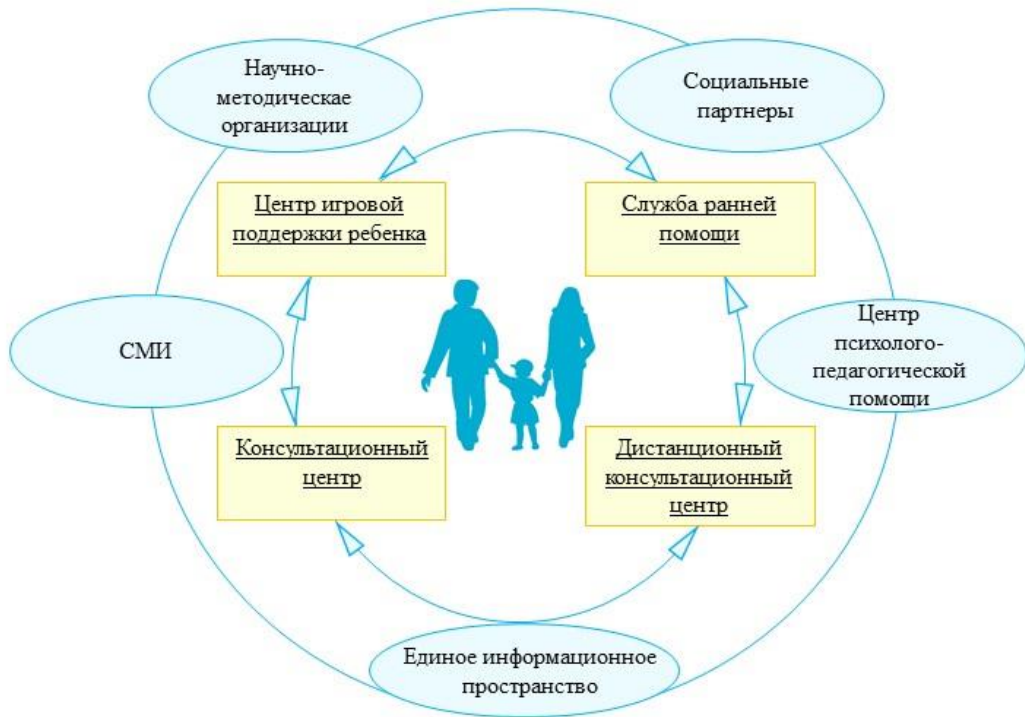 Научно-
методическае
организации
Социальные
партнеры
Центр игровой
поддержки ребенка
Служба ранней
помощи
СМИ
Центр
психолого-
педагогической
помощи
Консультационный
центр
Дистанционный
консультационный
центр
Единое информационное
пространство